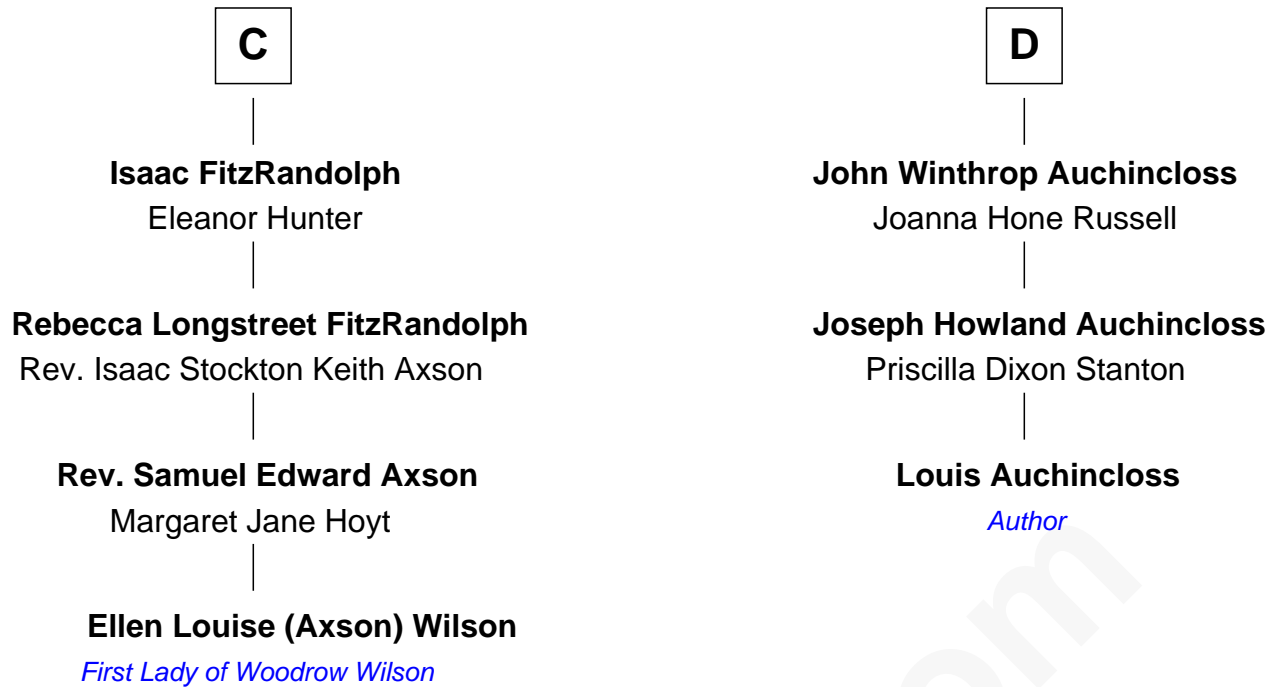 C
Isaac FitzRandolph
Eleanor Hunter
Rebecca Longstreet FitzRandolph
Rev. Isaac Stockton Keith Axson
Rev. Samuel Edward Axson
Margaret Jane Hoyt
Ellen Louise (Axson) Wilson
First Lady of Woodrow Wilson
D
John Winthrop Auchincloss
Joanna Hone Russell
Joseph Howland Auchincloss
Priscilla Dixon Stanton
Louis Auchincloss
Author
om